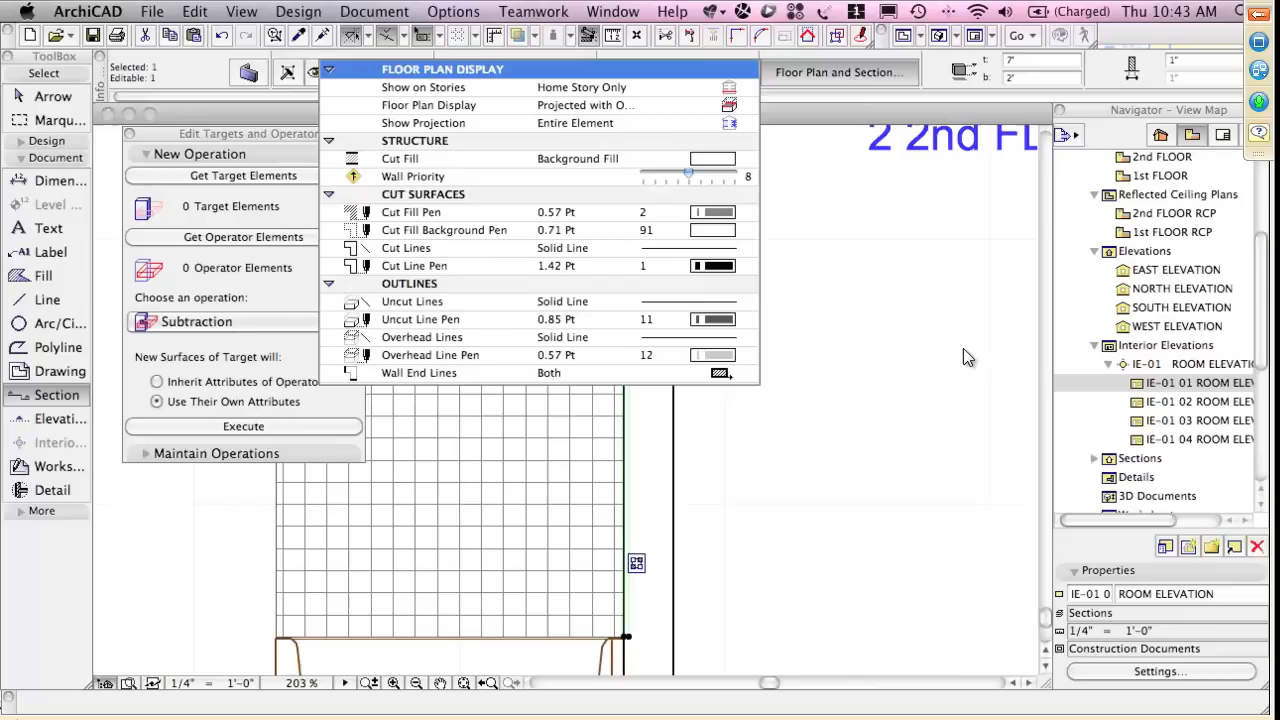 ArchiCAD File Edit View Design Document Options Teamwork Window Help (Charged) Thu 10:43 AM
Go
ToolBox
Select
Arrow
Marqu...
Design
Document
Dimen...
Level ...
Text
A1 Label
Fill
Line
Arc/Ci...
Polyline
Drawing
Section
Elevati...
Interio...
Works...
Detail
More
Info
Selected: 1
Editable: 1
Floor Plan and Section...
t: 7'
b: 2'
1"
1/4"
Edit Targets and Operator
New Operation
Get Target Elements
0 Target Elements
Get Operator Elements
0 Operator Elements
Choose an operation:
Subtraction
New Surfaces of Target will:
Inherit Attributes of Operato
Use Their Own Attributes
Execute
Maintain Operations
FLOOR PLAN DISPLAY
Show on Stories Home Story Only
Floor Plan Display Projected with O...
Show Projection Entire Element
STRUCTURE
Cut Fill Background Fill
Wall Priority 8
CUT SURFACES
Cut Fill Pen 0.57 Pt 2
Cut Fill Background Pen 0.71 Pt 91
Cut Lines Solid Line
Cut Line Pen 1.42 Pt 1
OUTLINES
Uncut Lines Solid Line
Uncut Line Pen 0.85 Pt 11
Overhead Lines Solid Line
Overhead Line Pen 0.57 Pt 12
Wall End Lines Both
2 2nd FL
1/4" = 1'-0" 203 %
Navigator - View Map
2nd FLOOR
1st FLOOR
Reflected Ceiling Plans
2nd FLOOR RCP
1st FLOOR RCP
Elevations
EAST ELEVATION
NORTH ELEVATION
SOUTH ELEVATION
WEST ELEVATION
Interior Elevations
IE-01 ROOM ELEVATI
IE-01 01 ROOM ELEV
IE-01 02 ROOM ELEV
IE-01 03 ROOM ELEV
IE-01 04 ROOM ELEV
Sections
Details
3D Documents
Properties
IE-01 0 ROOM ELEVATION
Sections
1/4" = 1'-0"
Construction Documents
Settings...